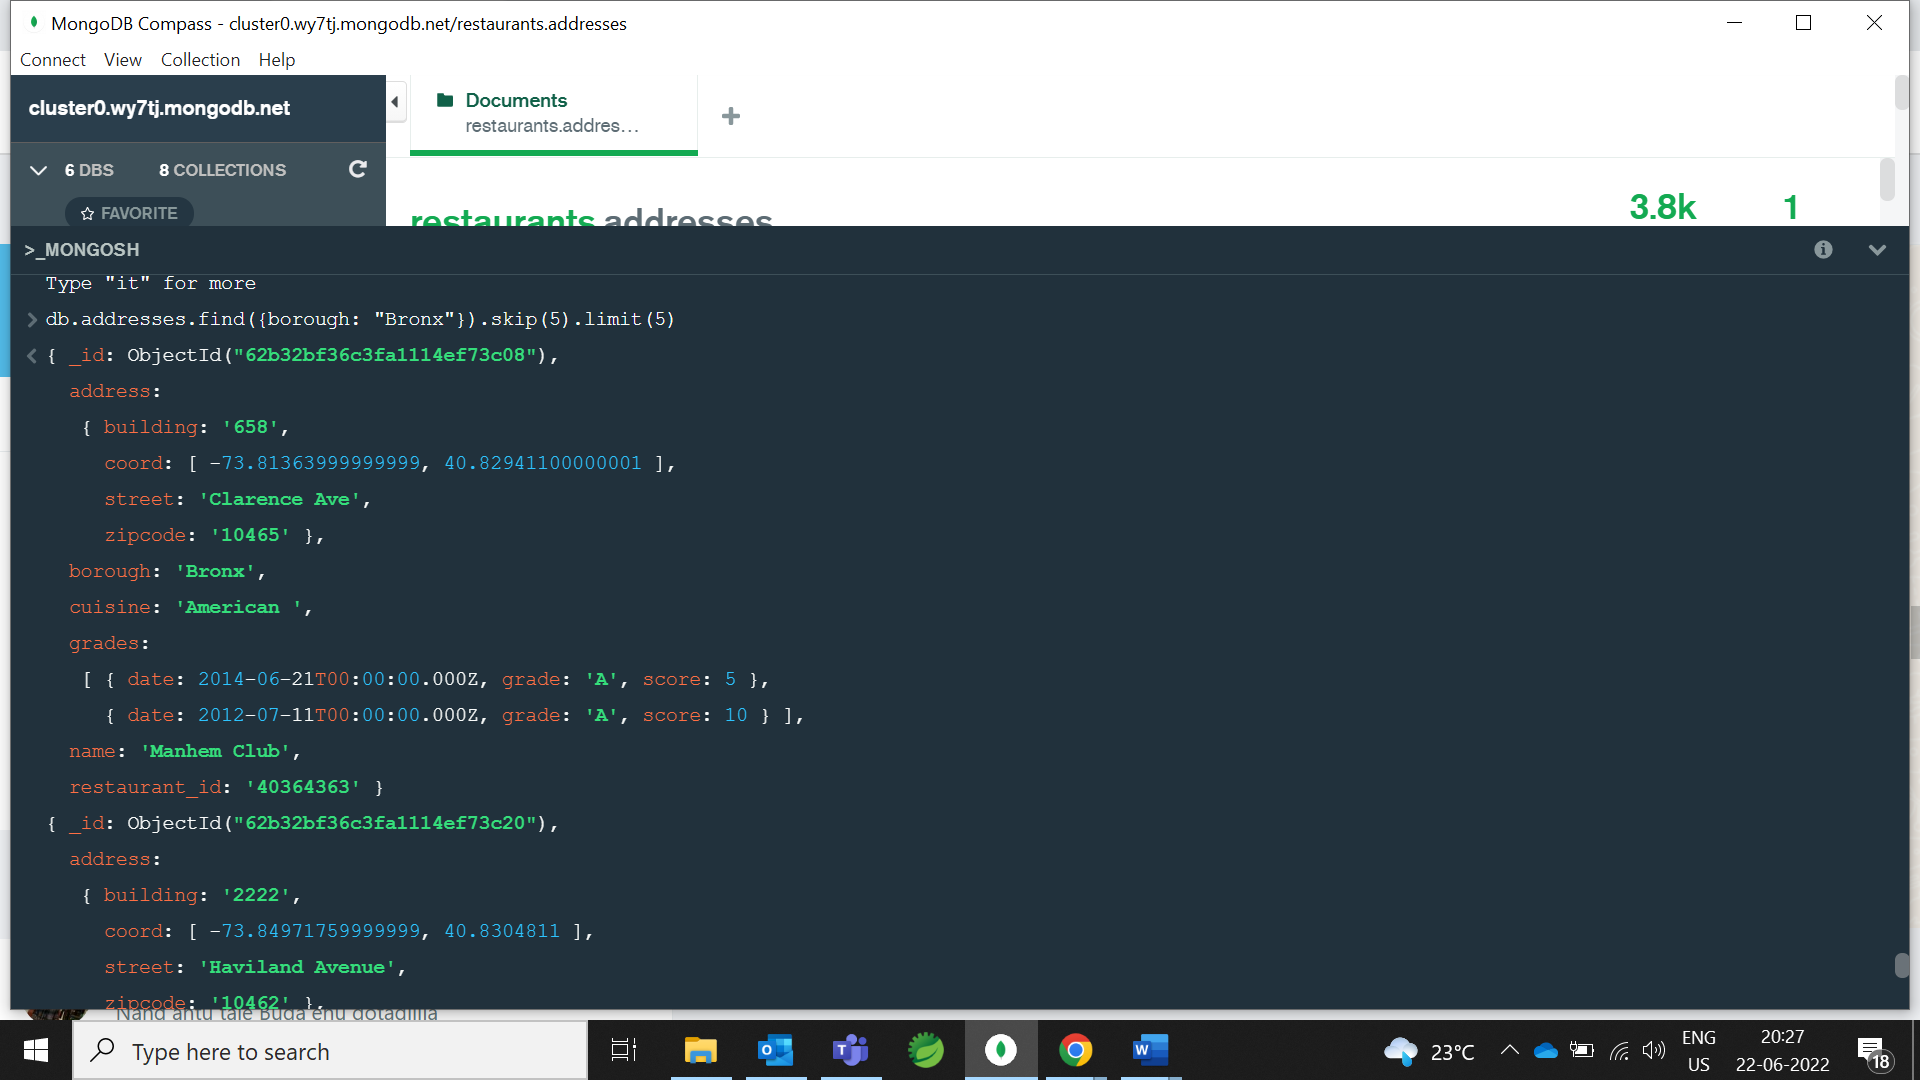 MongoDB Compass - cluster0.wy7tj.mongodb.net/restaurants.addresses
Connect View Collection Help
cluster0.wy7tj.mongodb.net
Documents
restaurants.addres...
6 DBS 8 COLLECTIONS
FAVORITE
restaurants.addresses
3.8k 1
>_MONGOSH
Type "it" for more
db.addresses.find({borough: "Bronx"}).skip(5).limit(5)
{ _id: ObjectId("62b32bf36c3fa1114ef73c08"),
address:
{ building: '658',
coord: [ -73.81363999999999, 40.82941100000001 ],
street: 'Clarence Ave',
zipcode: '10465' },
borough: 'Bronx',
cuisine: 'American ',
grades:
[ { date: 2014-06-21T00:00:00.000Z, grade: 'A', score: 5 },
{ date: 2012-07-11T00:00:00.000Z, grade: 'A', score: 10 } ],
name: 'Manhem Club',
restaurant_id: '40364363' }
{ _id: ObjectId("62b32bf36c3fa1114ef73c20"),
address:
{ building: '2222',
coord: [ -73.84971759999999, 40.8304811 ],
street: 'Haviland Avenue',
zipcode: '10462' },
Type here to search
23°C
ENG
US
20:27
22-06-2022
18